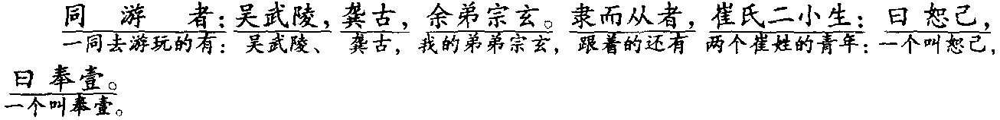 同 游 者：吴武陵，龚古，余弟宗玄。隶而从者，崔氏二小生：曰 恕己，
一同去游玩的有：吴武陵、 龚古，我的弟弟宗玄，跟着的还有 两个崔姓的青年：一个叫恕己，
曰 奉壹。
一个叫奉壹。